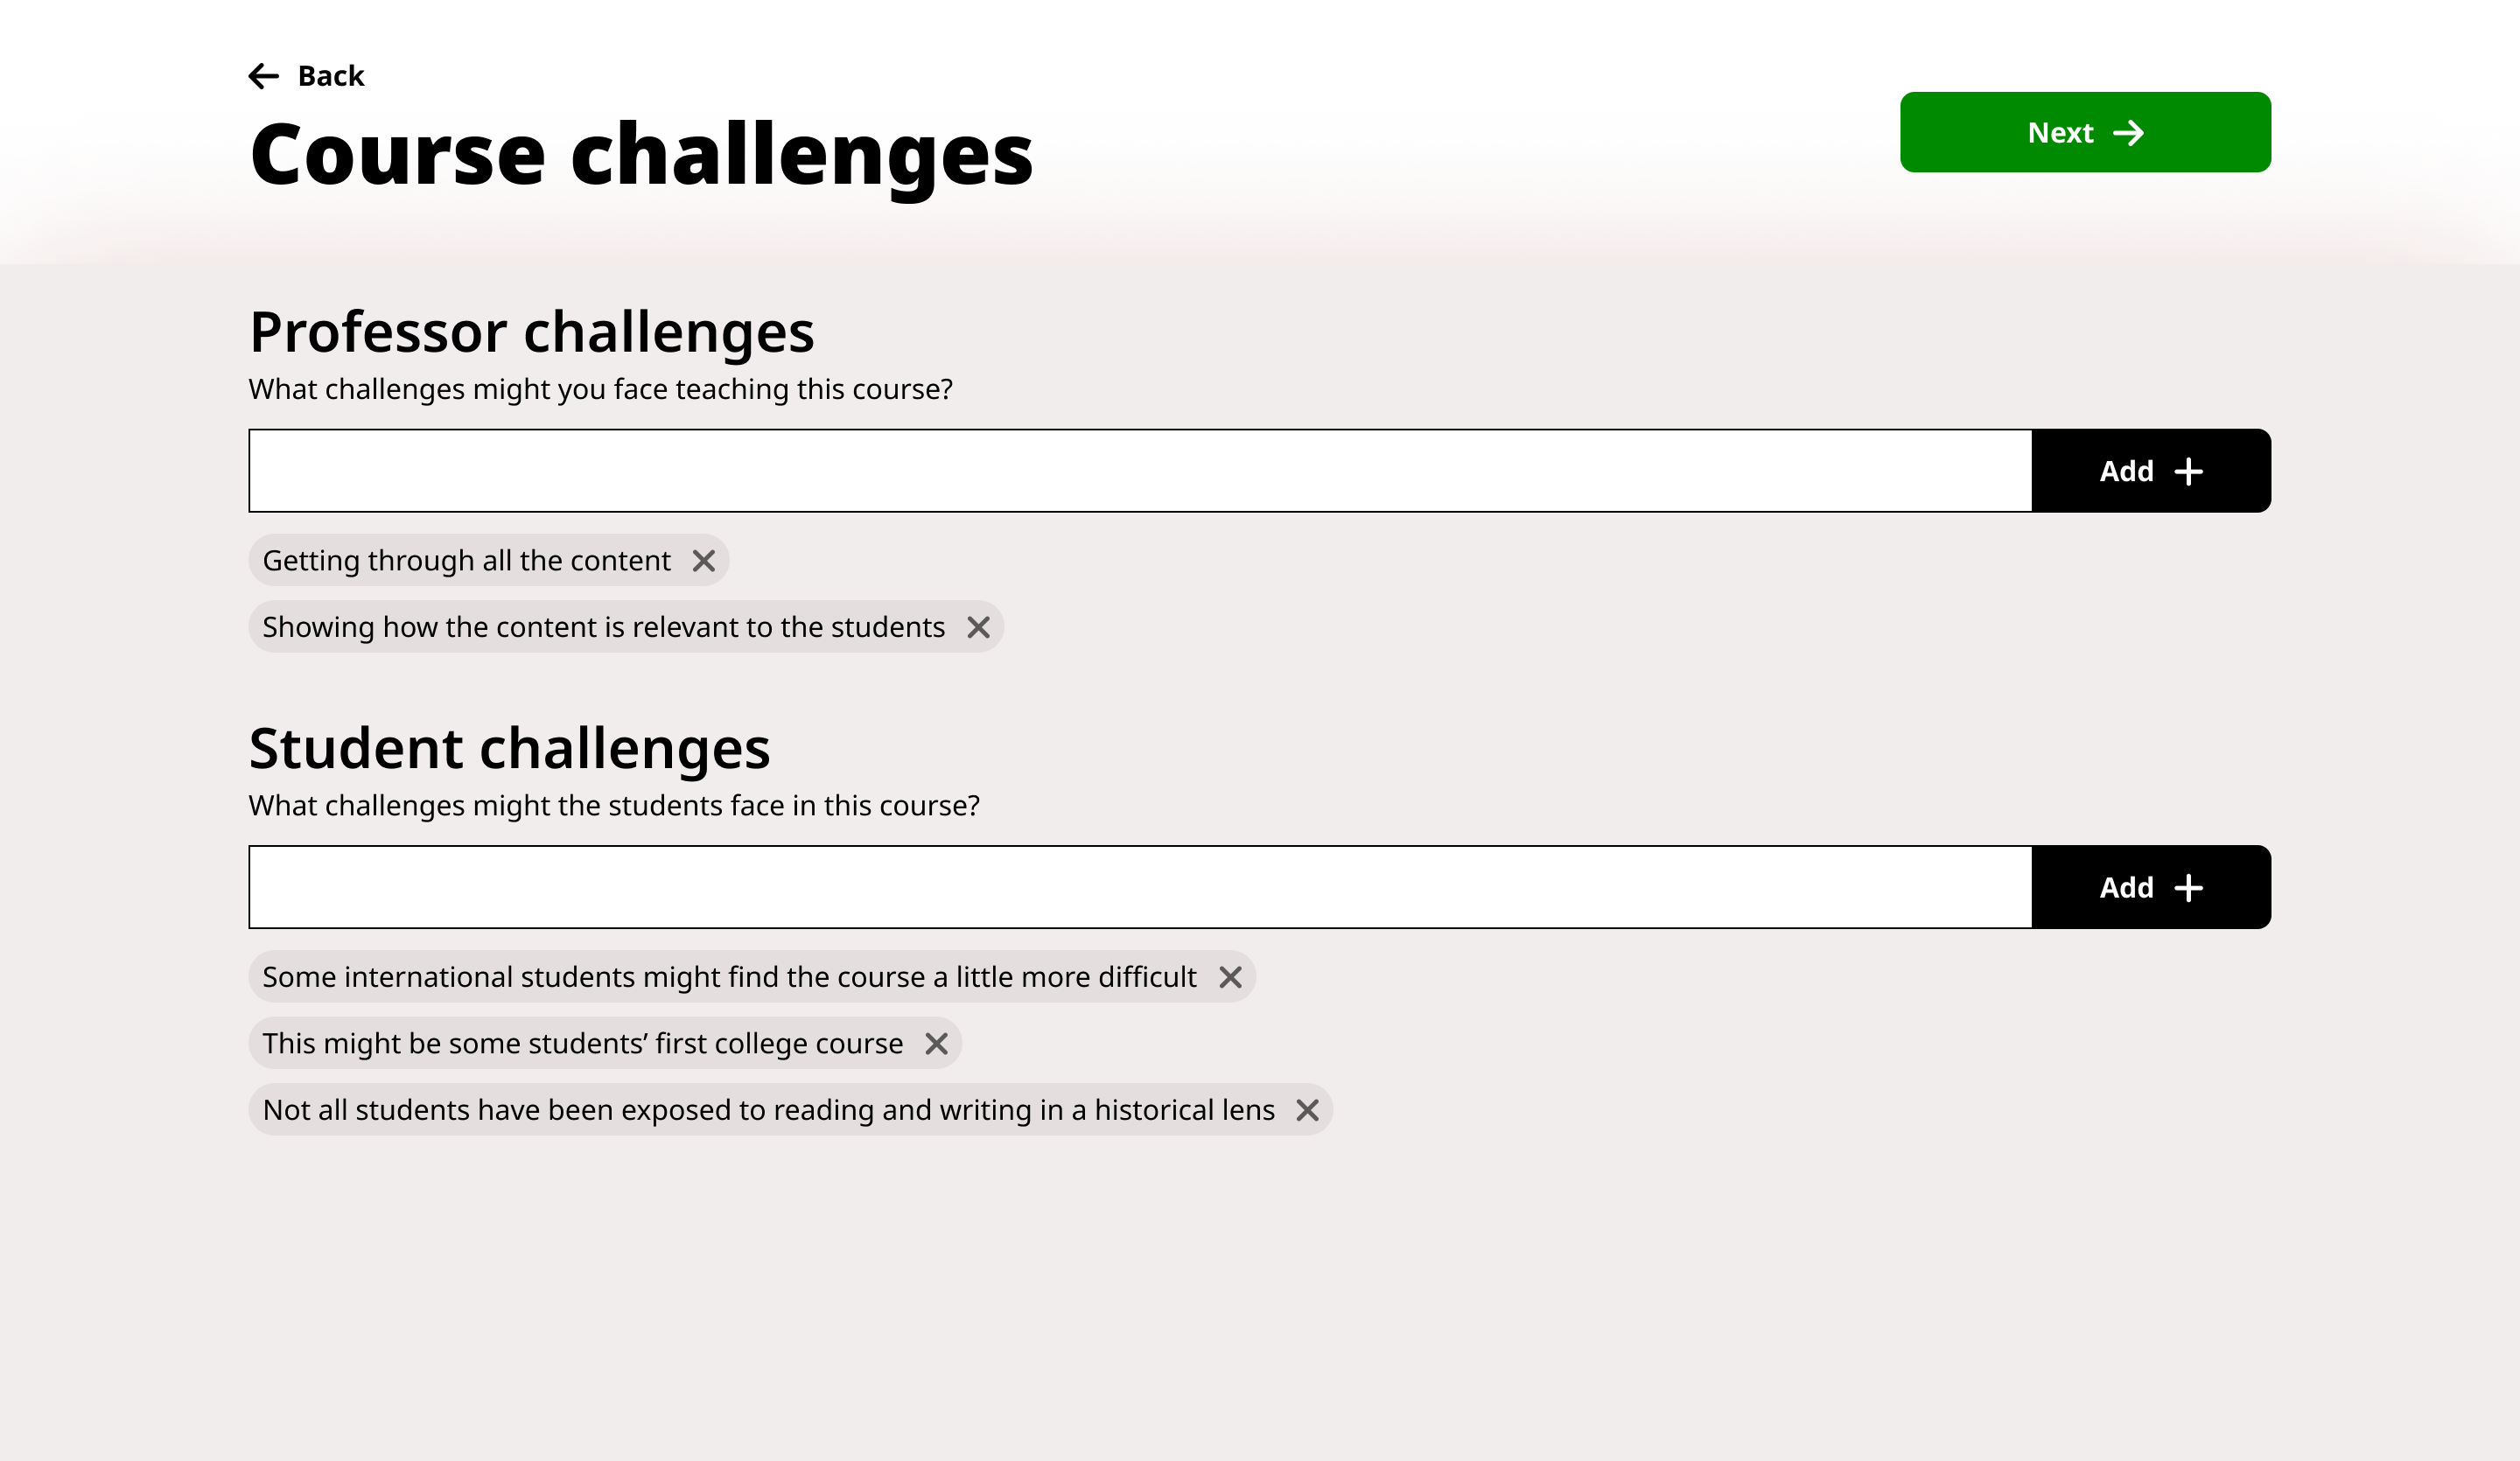 Back
Course challenges
Next
Professor challenges
What challenges might you face teaching this course?
Add
Getting through all the content
Showing how the content is relevant to the students
Student challenges
What challenges might the students face in this course?
Add
Some international students might find the course a little more difficult
This might be some students’ first college course
Not all students have been exposed to reading and writing in a historical lens